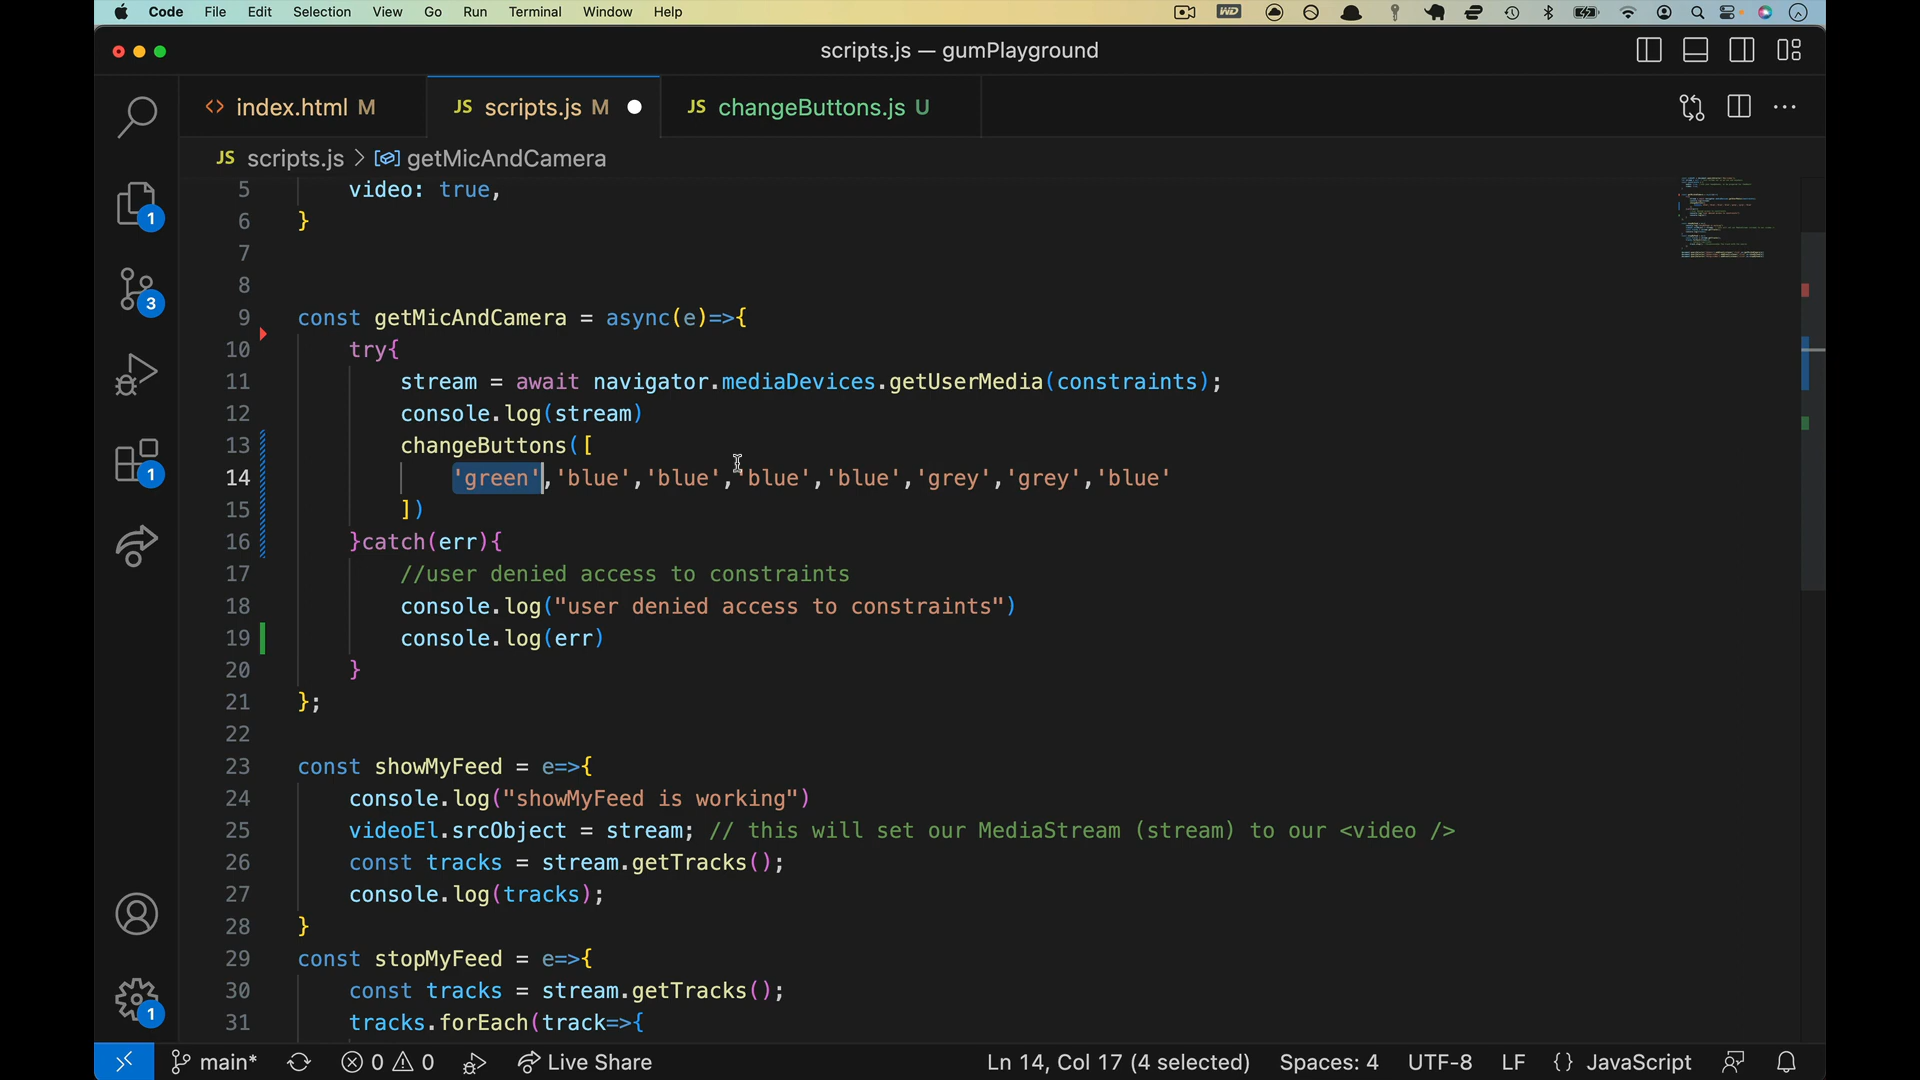 Code File Edit Selection View Go Run Terminal Window Help
scripts.js — gumPlayground
index.html M JS scripts.js M JS changeButtons.js U
JS scripts.js > getMicAndCamera
5 video: true,
6 }
7
8
9 const getMicAndCamera = async(e)=>{
10 try{
11 stream = await navigator.mediaDevices.getUserMedia(constraints);
12 console.log(stream)
13 changeButtons([
14 'green','blue','blue','blue','blue','grey','grey','blue'
15 ])
16 }catch(err){
17 //user denied access to constraints
18 console.log("user denied access to constraints")
19 console.log(err)
20 }
21 };
22
23 const showMyFeed = e=>{
24 console.log("showMyFeed is working")
25 videoEl.srcObject = stream; // this will set our MediaStream (stream) to our <video />
26 const tracks = stream.getTracks();
27 console.log(tracks);
28 }
29 const stopMyFeed = e=>{
30 const tracks = stream.getTracks();
31 tracks.forEach(track=>{
1
3
1
1
main* 0 0 Live Share Ln 14, Col 17 (4 selected) Spaces: 4 UTF-8 LF {} JavaScript